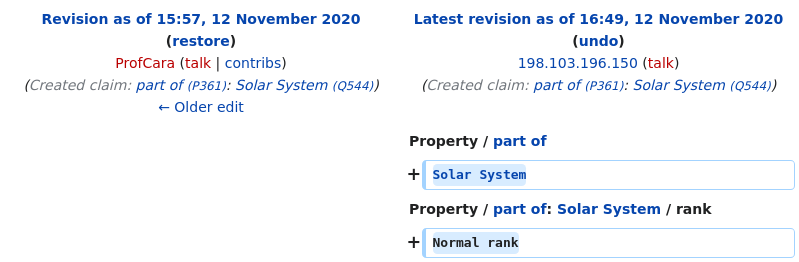 Revision as of 15:57, 12 November 2020
(restore)
ProfCara (talk | contribs)
(Created claim: part of (P361): Solar System (Q544))
← Older edit
Latest revision as of 16:49, 12 November 2020
(undo)
198.103.196.150 (talk)
(Created claim: part of (P361): Solar System (Q544))
Property / part of
+ Solar System
Property / part of: Solar System / rank
+ Normal rank